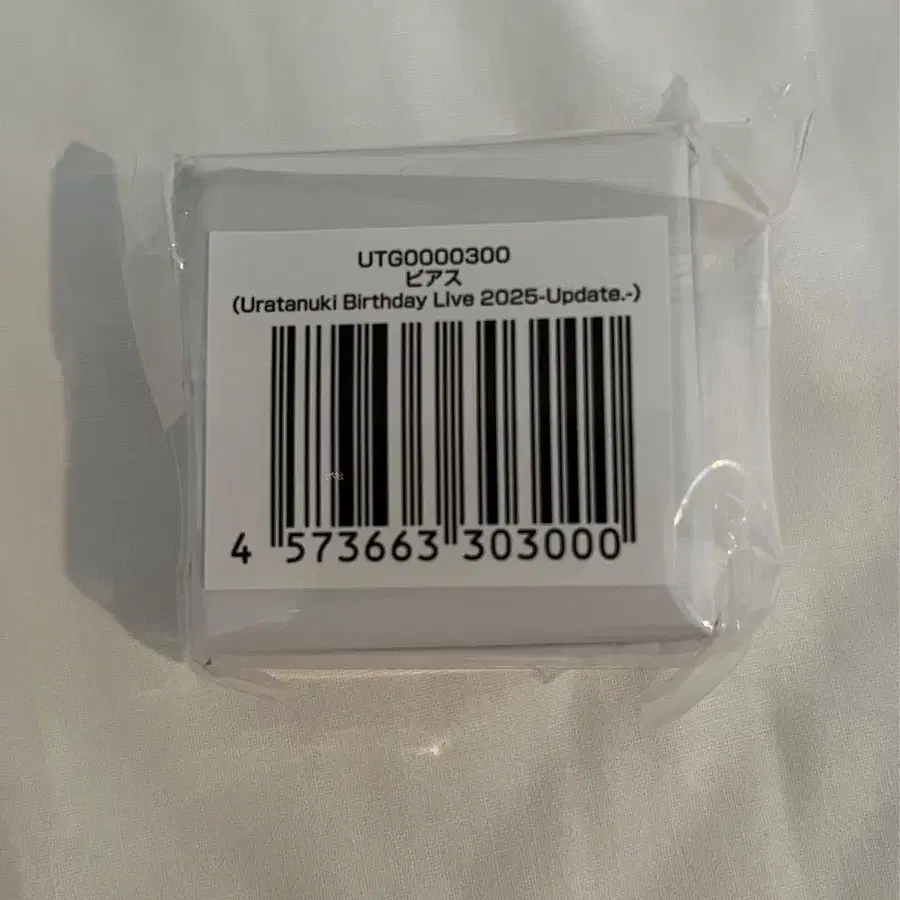 UTG0000300
ピアス
(Uratanuki Birthday Live 2025-Update.-)
4 573663 303000